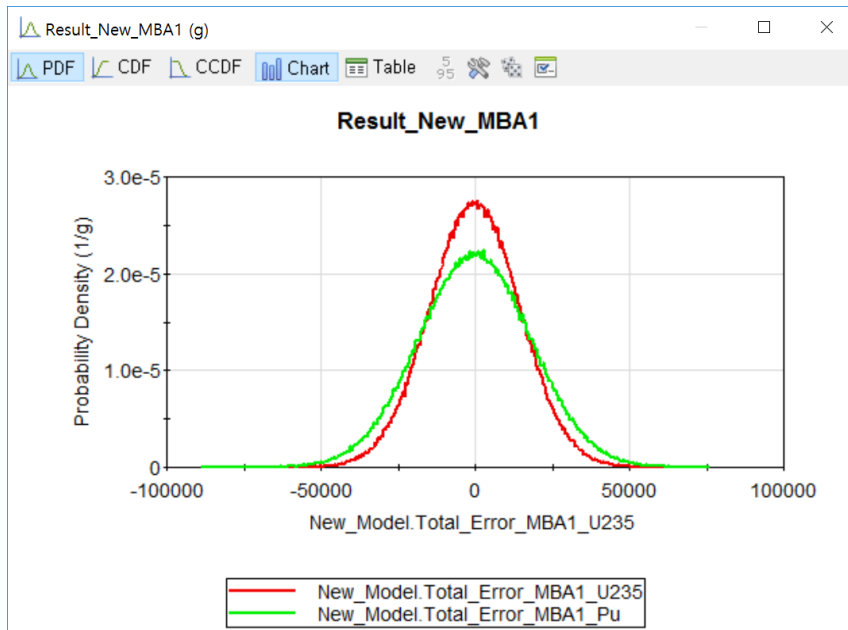 Result_New_MBA1 (g)
PDF CDF CCDF Chart Table 5 95
Result_New_MBA1
3.0e-5
2.0e-5
1.0e-5
0
Probability Density (1/g)
-100000 -50000 0 50000 100000
New_Model.Total_Error_MBA1_U235
New_Model.Total_Error_MBA1_U235
New_Model.Total_Error_MBA1_Pu